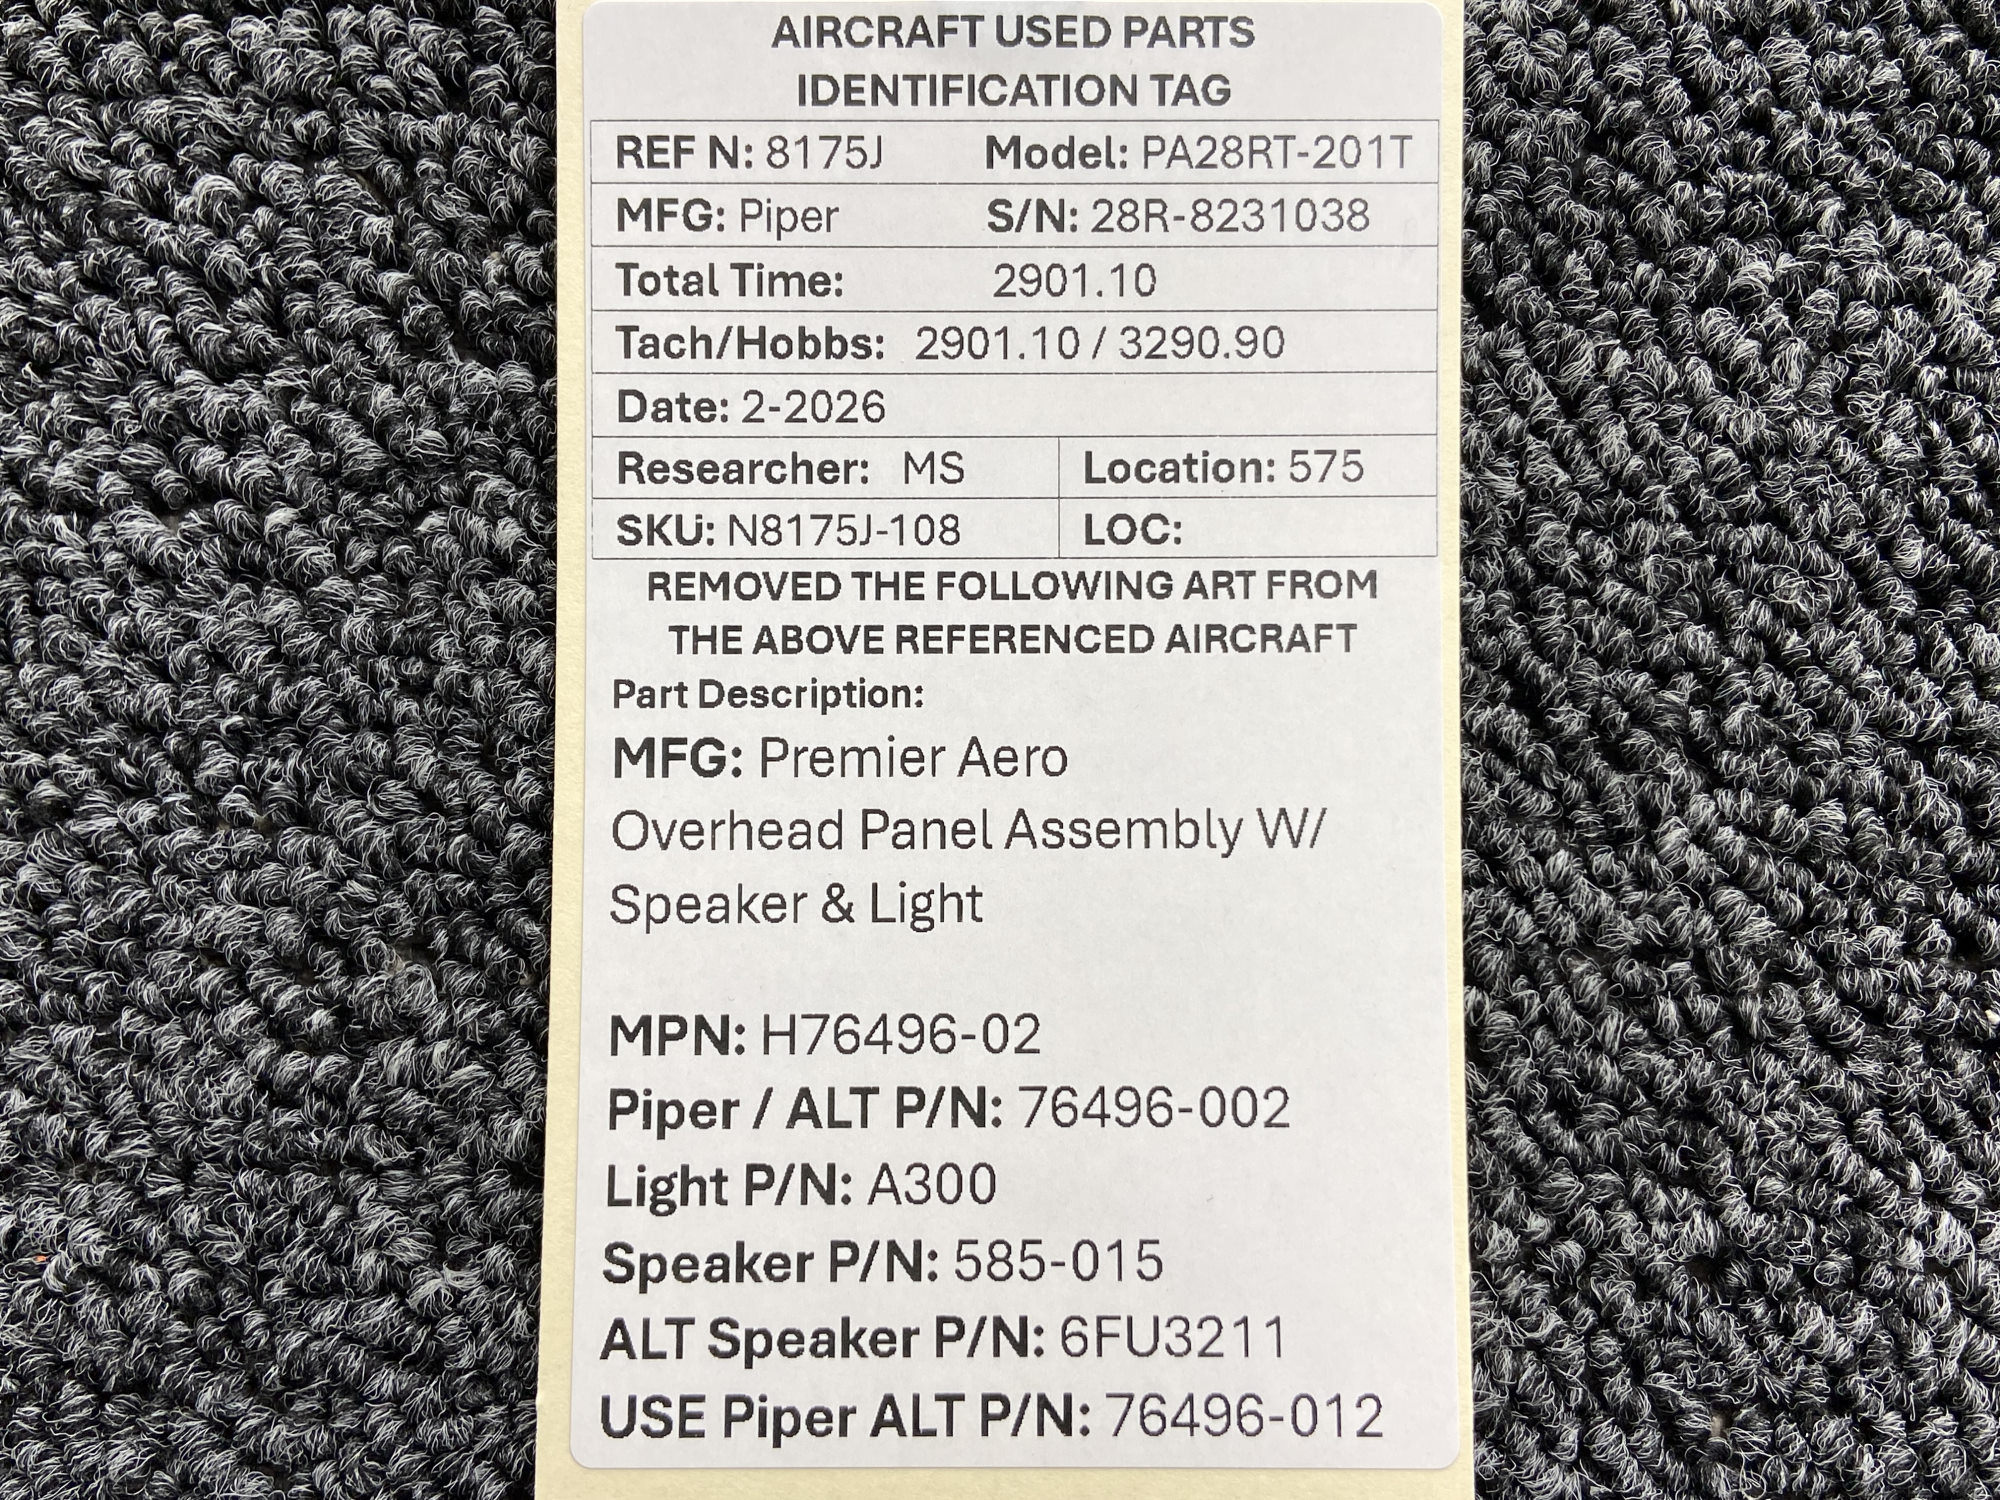 AIRCRAFT USED PARTS
IDENTIFICATION TAG
REF N: 8175J Model: PA28RT-201T
MFG: Piper S/N: 28R-8231038
Total Time: 2901.10
Tach/Hobbs: 2901.10 / 3290.90
Date: 2-2026
Researcher: MS Location: 575
SKU: N8175J-108 LOC:
REMOVED THE FOLLOWING ART FROM
THE ABOVE REFERENCED AIRCRAFT
Part Description:
MFG: Premier Aero
Overhead Panel Assembly W/
Speaker & Light
MPN: H76496-02
Piper / ALT P/N: 76496-002
Light P/N: A300
Speaker P/N: 585-015
ALT Speaker P/N: 6FU3211
USE Piper ALT P/N: 76496-012